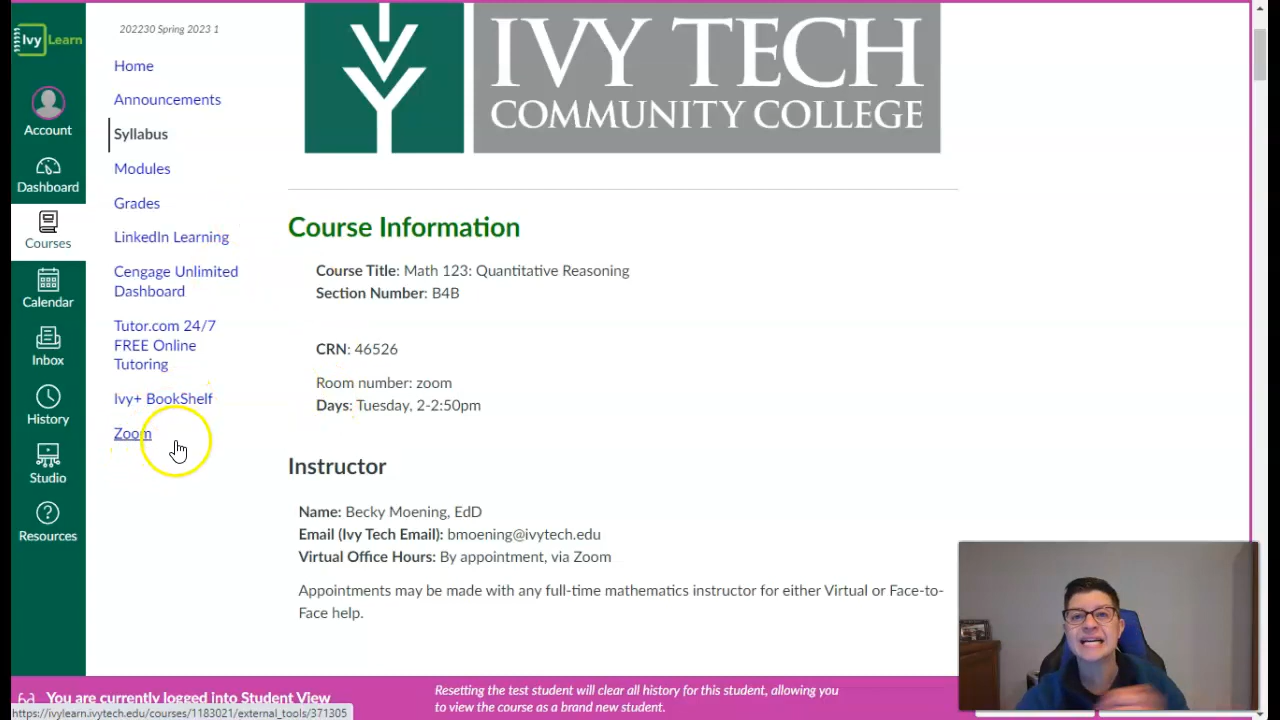 Ivy Learn
Account
Dashboard
Courses
Calendar
Inbox
History
Studio
Resources
202230 Spring 2023 1
Home
Announcements
Syllabus
Modules
Grades
LinkedIn Learning
Cengage Unlimited
Dashboard
Tutor.com 24/7
FREE Online
Tutoring
Ivy+ BookShelf
Zoom
IVY TECH
COMMUNITY COLLEGE
Course Information
Course Title: Math 123: Quantitative Reasoning
Section Number: B4B
CRN: 46526
Room number: zoom
Days: Tuesday, 2-2:50pm
Instructor
Name: Becky Moening, EdD
Email (Ivy Tech Email): bmoening@ivytech.edu
Virtual Office Hours: By appointment, via Zoom
Appointments may be made with any full-time mathematics instructor for either Virtual or Face-to-
Face help.
You are currently logged into Student View
Resetting the test student will clear all history for this student, allowing you
to view the course as a brand new student.
https://ivylearn.ivytech.edu/courses/1183021/external_tools/371305